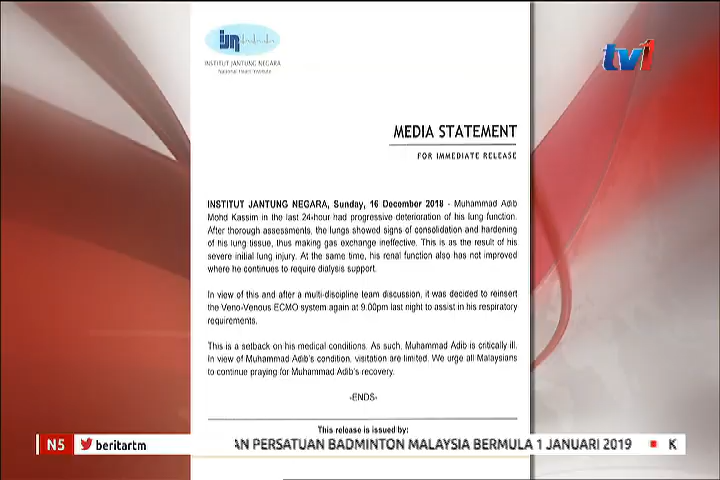 ijn
INSTITUT JANTUNG NEGARA
National Heart Institute
tv1
MEDIA STATEMENT
FOR IMMEDIATE RELEASE
INSTITUT JANTUNG NEGARA, Sunday, 16 December 2018 - Muhammad Adib
Mohd Kassim in the last 24-hour had progressive deterioration of his lung function.
After thorough assessments, the lungs showed signs of consolidation and hardening
of his lung tissue, thus making gas exchange ineffective. This is as the result of his
severe initial lung injury. At the same time, his renal function also has not improved
where he continues to require dialysis support.
In view of this and after a multi-discipline team discussion, it was decided to reinsert
the Veno-Venous ECMO system again at 9.00pm last night to assist in his respiratory
requirements.
This is a setback on his medical conditions. As such, Muhammad Adib is critically ill.
In view of Muhammad Adib's condition, visitation are limited. We urge all Malaysians
to continue praying for Muhammad Adib's recovery.
-ENDS-
This release is issued by:
N5 beritartm AN PERSATUAN BADMINTON MALAYSIA BERMULA 1 JANUARI 2019 K